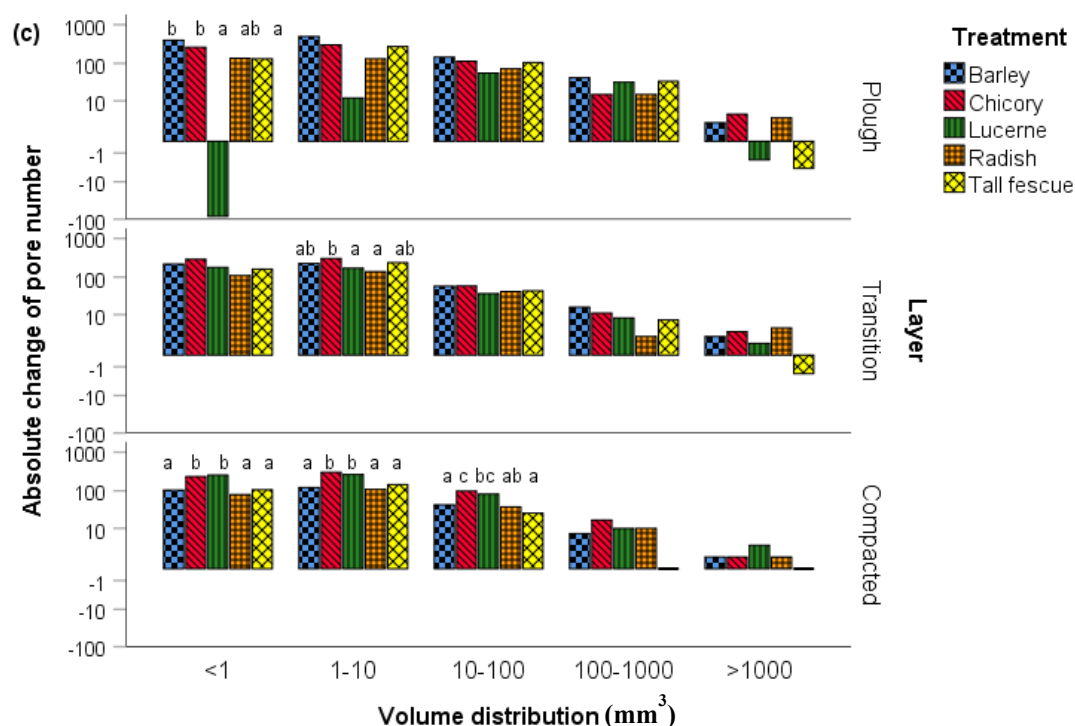 (c)
Absolute change of pore number
1000
100
10
-1
-10
-100
b b a ab a
Plough
1000
100
10
-1
-10
-100
ab b a a ab
Transition
1000
100
10
-1
-10
-100
a b b a a
a b b a a
a c bc ab a
Compacted
Layer
<1 1-10 10-100 100-1000 >1000
Volume distribution (mm³)
Treatment
Barley
Chicory
Lucerne
Radish
Tall fescue